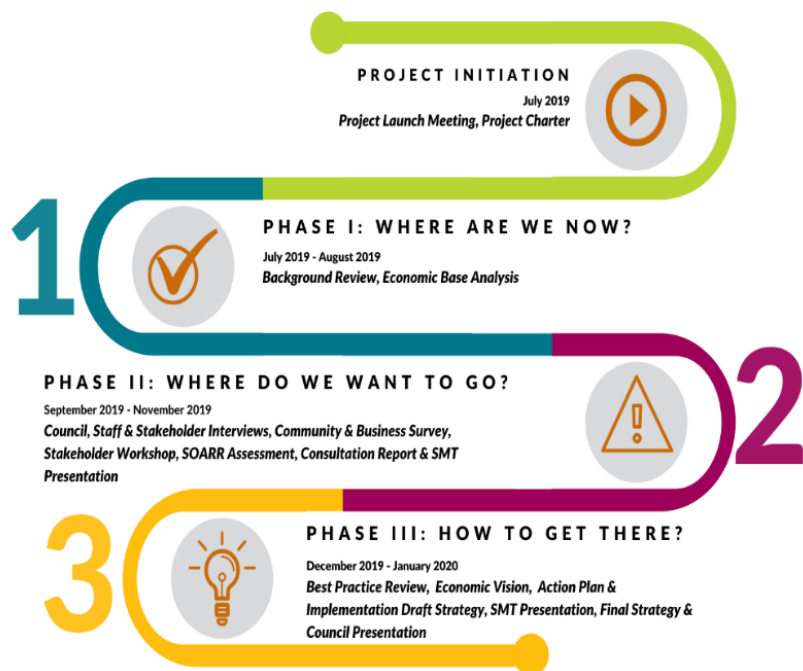 PROJECT INITIATION
July 2019
Project Launch Meeting, Project Charter
1
PHASE I: WHERE ARE WE NOW?
July 2019 - August 2019
Background Review, Economic Base Analysis
2
PHASE II: WHERE DO WE WANT TO GO?
September 2019 - November 2019
Council, Staff & Stakeholder Interviews, Community & Business Survey,
Stakeholder Workshop, SOARR Assessment, Consultation Report & SMT
Presentation
3
PHASE III: HOW TO GET THERE?
December 2019 - January 2020
Best Practice Review, Economic Vision, Action Plan &
Implementation Draft Strategy, SMT Presentation, Final Strategy &
Council Presentation